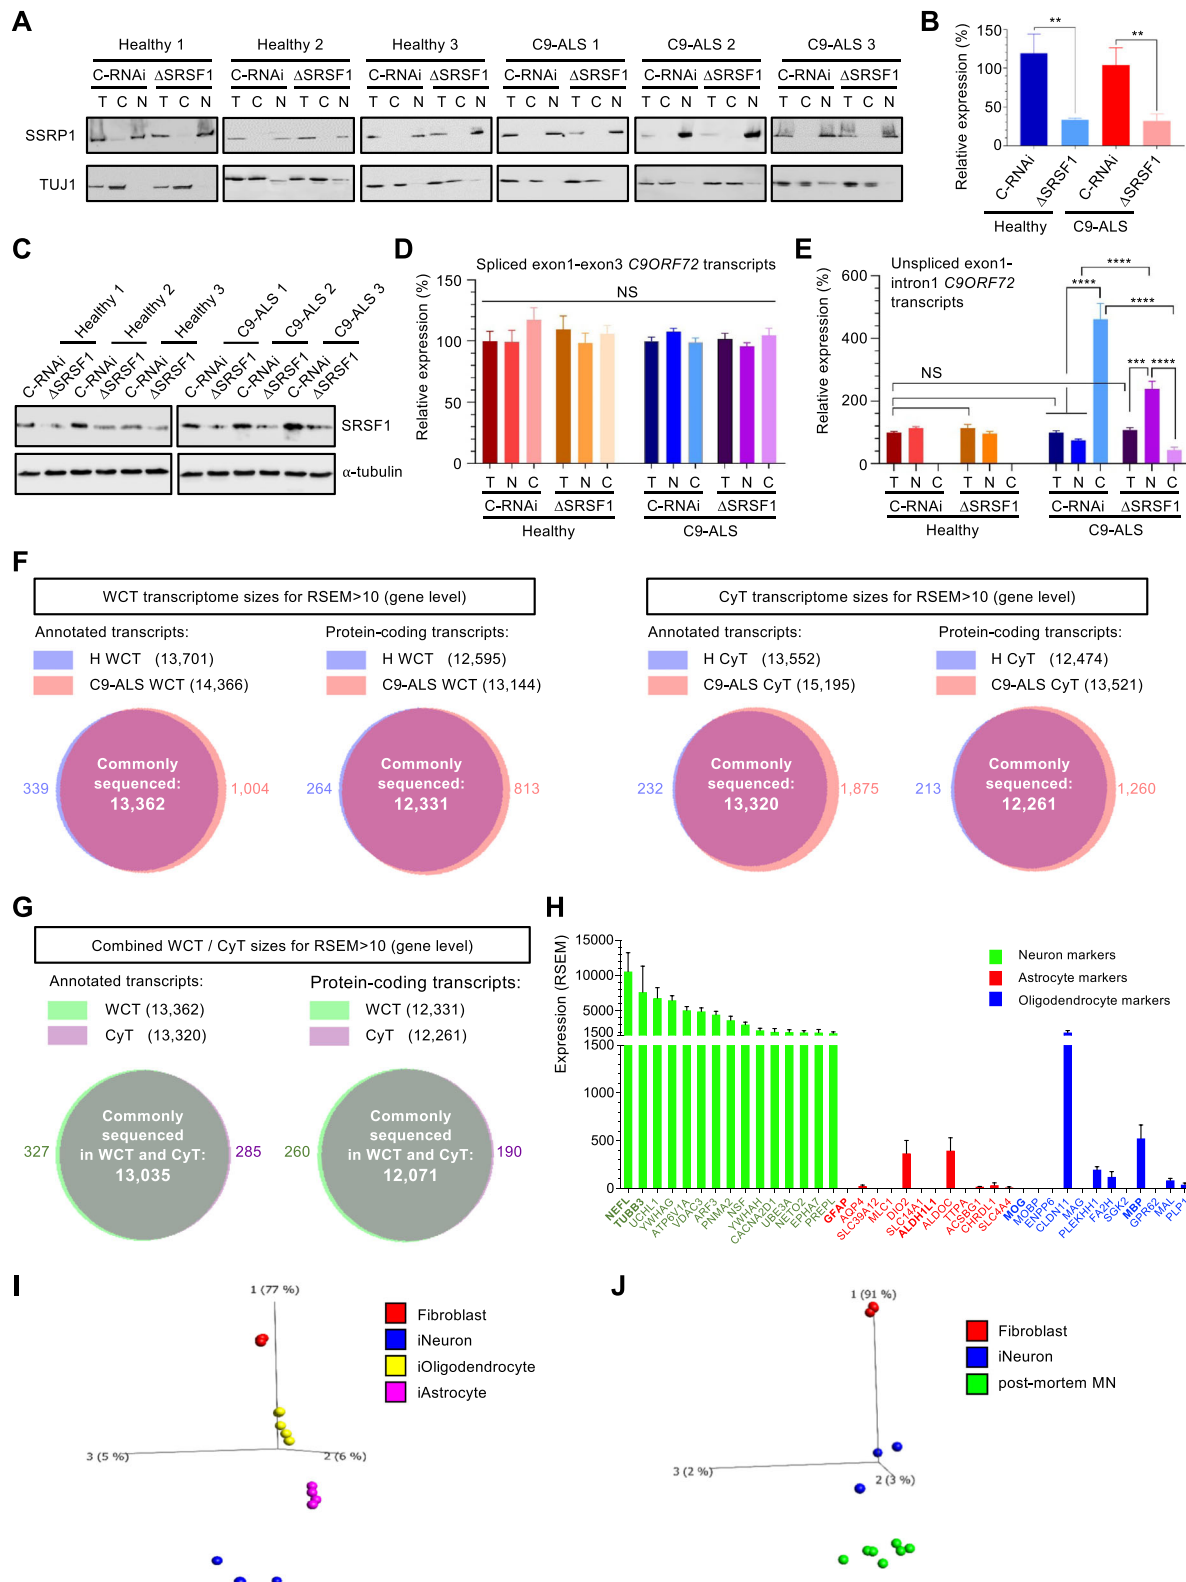 A
Healthy 1 Healthy 2 Healthy 3 C9-ALS 1 C9-ALS 2 C9-ALS 3
C-RNAi ΔSRSF1 C-RNAi ΔSRSF1 C-RNAi ΔSRSF1 C-RNAi ΔSRSF1 C-RNAi ΔSRSF1 C-RNAi ΔSRSF1
T C N T C N T C N T C N T C N T C N T C N T C N T C N T C N T C N T C N
SSRP1
TUJ1
B
Relative expression (%)
150
100
50
0
** **
C-RNAi ΔSRSF1 C-RNAi ΔSRSF1
Healthy C9-ALS
C
Healthy 1 Healthy 2 Healthy 3 C9-ALS 1 C9-ALS 2 C9-ALS 3
C-RNAi ΔSRSF1 C-RNAi ΔSRSF1 C-RNAi ΔSRSF1 C-RNAi ΔSRSF1 C-RNAi ΔSRSF1 C-RNAi ΔSRSF1
SRSF1
α-tubulin
D
Spliced exon1-exon3 C9ORF72 transcripts
NS
Relative expression (%)
150
100
50
0
T N C T N C T N C T N C
C-RNAi ΔSRSF1 C-RNAi ΔSRSF1
Healthy C9-ALS
E
Unspliced exon1-
intron1 C9ORF72
transcripts
Relative expression (%)
600
400
200
0
NS
****
****
****
*** ****
T N C T N C T N C T N C
C-RNAi ΔSRSF1 C-RNAi ΔSRSF1
Healthy C9-ALS
F
WCT transcriptome sizes for RSEM>10 (gene level)
Annotated transcripts: Protein-coding transcripts:
H WCT (13,701) H WCT (12,595)
C9-ALS WCT (14,366) C9-ALS WCT (13,144)
339 Commonly sequenced: 13,362 1,004
264 Commonly sequenced: 12,331 813
CyT transcriptome sizes for RSEM>10 (gene level)
Annotated transcripts: Protein-coding transcripts:
H CyT (13,552) H CyT (12,474)
C9-ALS CyT (15,195) C9-ALS CyT (13,521)
232 Commonly sequenced: 13,320 1,875
213 Commonly sequenced: 12,261 1,260
G
Combined WCT / CyT sizes for RSEM>10 (gene level)
Annotated transcripts: Protein-coding transcripts:
WCT (13,362) WCT (12,331)
CyT (13,320) CyT (12,261)
327 Commonly sequenced in WCT and CyT: 13,035 285
260 Commonly sequenced in WCT and CyT: 12,071 190
H
Expression (RSEM)
15000
10000
5000
1500
1500
1000
500
0
Neuron markers
Astrocyte markers
Oligodendrocyte markers
NEFL TUBB3 UCHL1 YWHAG ATP6V1A VDAC3 ARF3 PNMA2 NSF YWHAH CACNA2D1 UBE3A NETO2 EPHA7 PREPL GFAP AQP4 SLC39A12 MLC1 DIO2 SLC14A1 ALDH1L1 ALDOC TTPA ACSBG1 CHRDL1 SLC4A4 MOG MOBP ENPP6 CLDN11 MAG PLEKHH1 FA2H SGK2 MBP GPR62 MAL PLP1
I
1 (77 %)
3 (5 %)
2 (6 %)
Fibroblast
iNeuron
iOligodendrocyte
iAstrocyte
J
1 (91 %)
3 (2 %)
2 (3 %)
Fibroblast
iNeuron
post-mortem MN